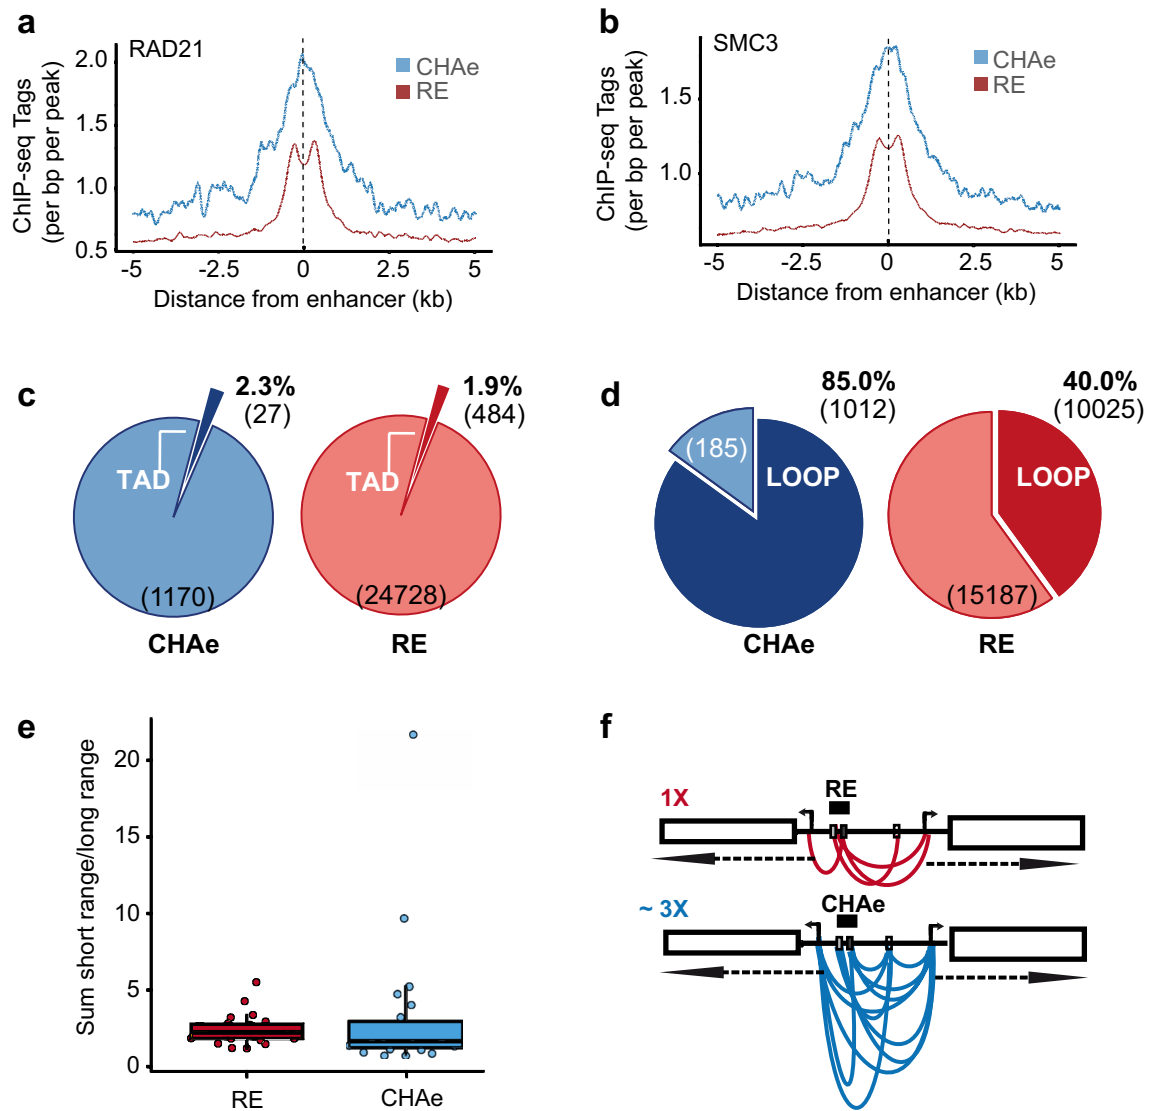 a
RAD21
CHAe
RE
ChIP-seq Tags
(per bp per peak)
2.0
1.5
1.0
0.5
-5
-2.5
0
2.5
5
Distance from enhancer (kb)
b
SMC3
CHAe
RE
ChIP-seq Tags
(per bp per peak)
1.5
1.0
-5
-2.5
0
2.5
5
Distance from enhancer (kb)
c
2.3%
(27)
TAD
(1170)
CHAe
1.9%
(484)
TAD
(24728)
RE
d
85.0%
(1012)
(185)
LOOP
CHAe
40.0%
(10025)
LOOP
(15187)
RE
e
Sum short range/long range
20
15
10
5
0
RE
CHAe
f
RE
1X
CHAe
~ 3X